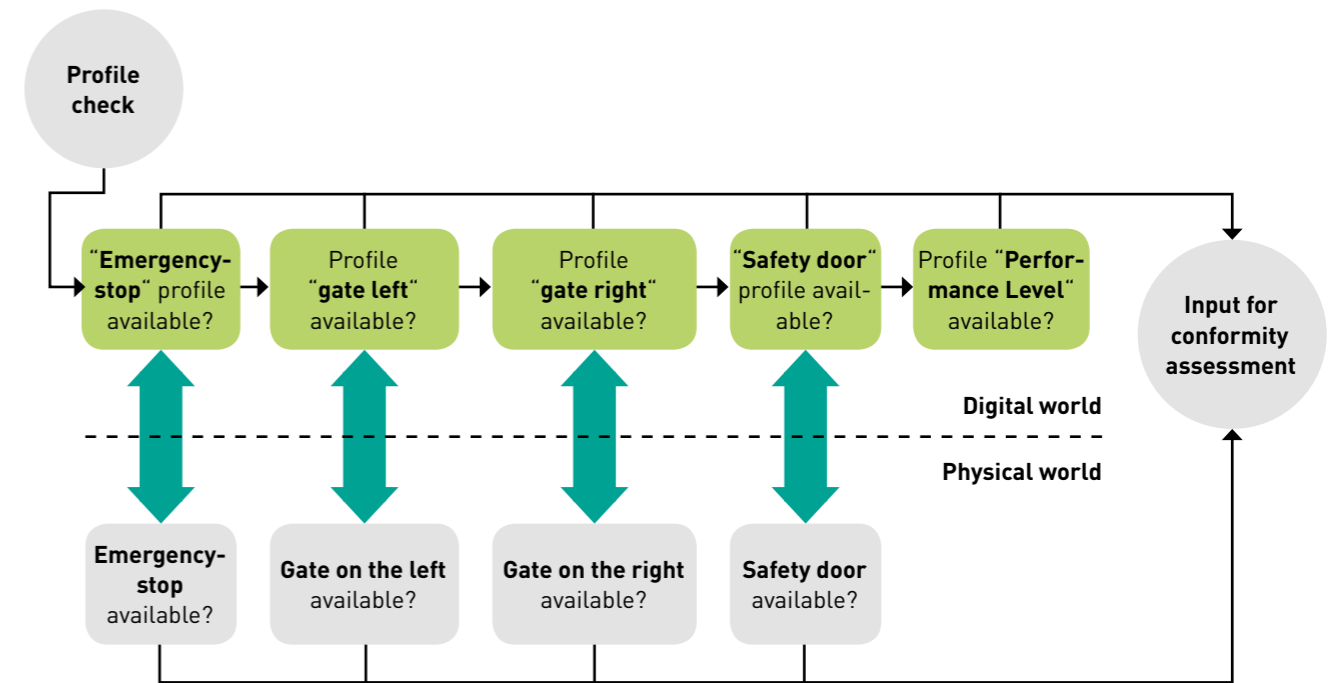 Profile
check
“Emergency-
stop“ profile
available?
Profile
“gate left“
available?
Profile
“gate right“
available?
“Safety door“
profile avail-
able?
Profile “Perfor-
mance Level“
available?
Input for
conformity
assessment
Digital world
Physical world
Emergency-
stop
available?
Gate on the left
available?
Gate on the right
available?
Safety door
available?